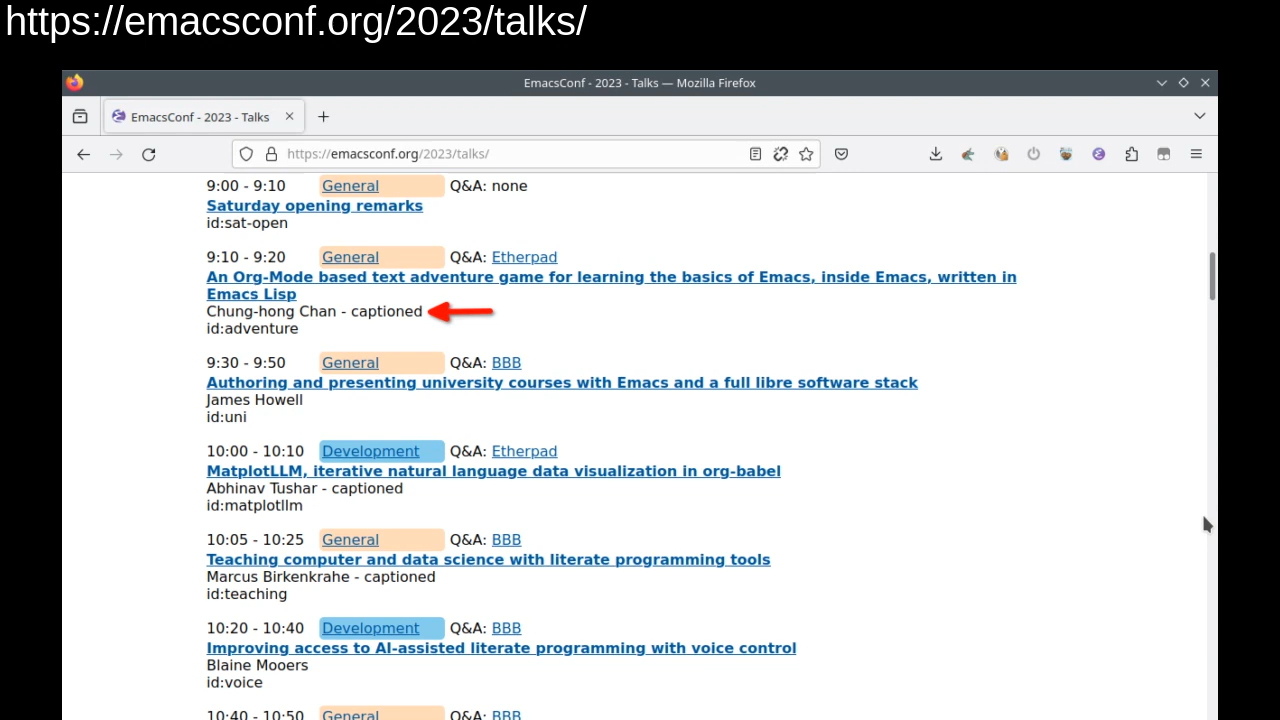 https://emacsconf.org/2023/talks/
EmacsConf - 2023 - Talks — Mozilla Firefox
EmacsConf - 2023 - Talks
https://emacsconf.org/2023/talks/
9:00 - 9:10 General Q&A: none
Saturday opening remarks
id:sat-open
9:10 - 9:20 General Q&A: Etherpad
An Org-Mode based text adventure game for learning the basics of Emacs, inside Emacs, written in
Emacs Lisp
Chung-hong Chan - captioned
id:adventure
9:30 - 9:50 General Q&A: BBB
Authoring and presenting university courses with Emacs and a full libre software stack
James Howell
id:uni
10:00 - 10:10 Development Q&A: Etherpad
MatplotLLM, iterative natural language data visualization in org-babel
Abhinav Tushar - captioned
id:matplotllm
10:05 - 10:25 General Q&A: BBB
Teaching computer and data science with literate programming tools
Marcus Birkenkrahe - captioned
id:teaching
10:20 - 10:40 Development Q&A: BBB
Improving access to AI-assisted literate programming with voice control
Blaine Mooers
id:voice
10:40 - 10:50 General Q&A: BBB